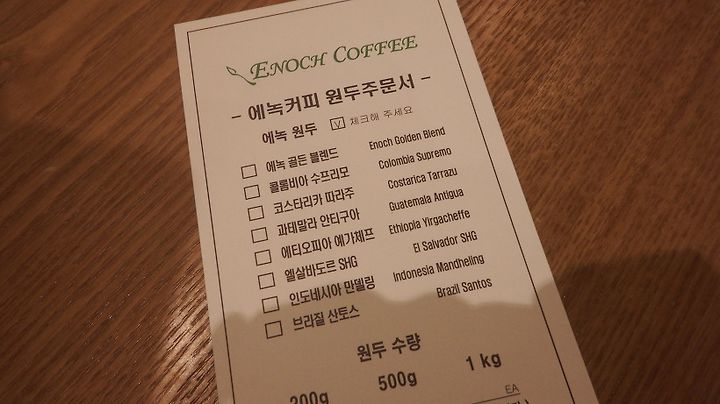 ENOCH COFFEE
- 에녹커피 원두주문서 -
에녹 원두 V 체크해 주세요
에녹 골든 블렌드 Enoch Golden Blend
콜롬비아 수프리모 Colombia Supremo
코스타리카 따라주 Costarica Tarrazu
과테말라 안티구아 Guatemala Antigua
에티오피아 예가체프 Ethiopia Yirgacheffe
엘살바도르 SHG El Salvador SHG
인도네시아 만델링 Indonesia Mandheling
브라질 산토스 Brazil Santos
원두 수량
200g 500g 1 kg
EA